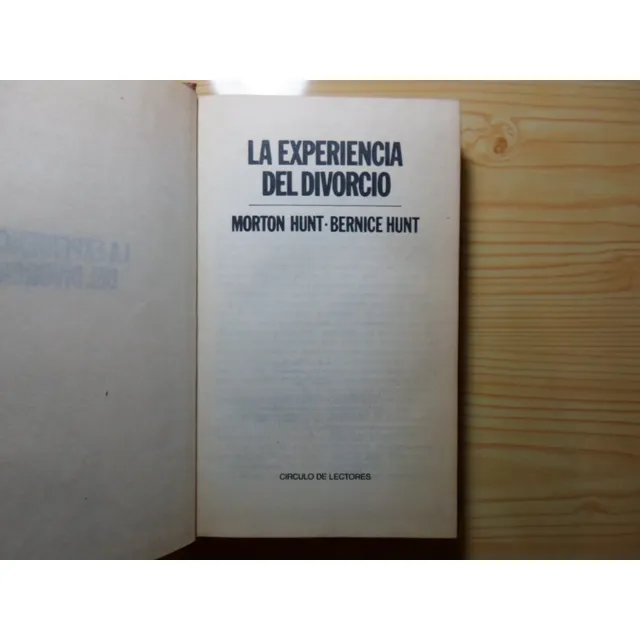 LA EXPERIENCIA
DEL DIVORCIO
MORTON HUNT · BERNICE HUNT
CIRCULO DE LECTORES